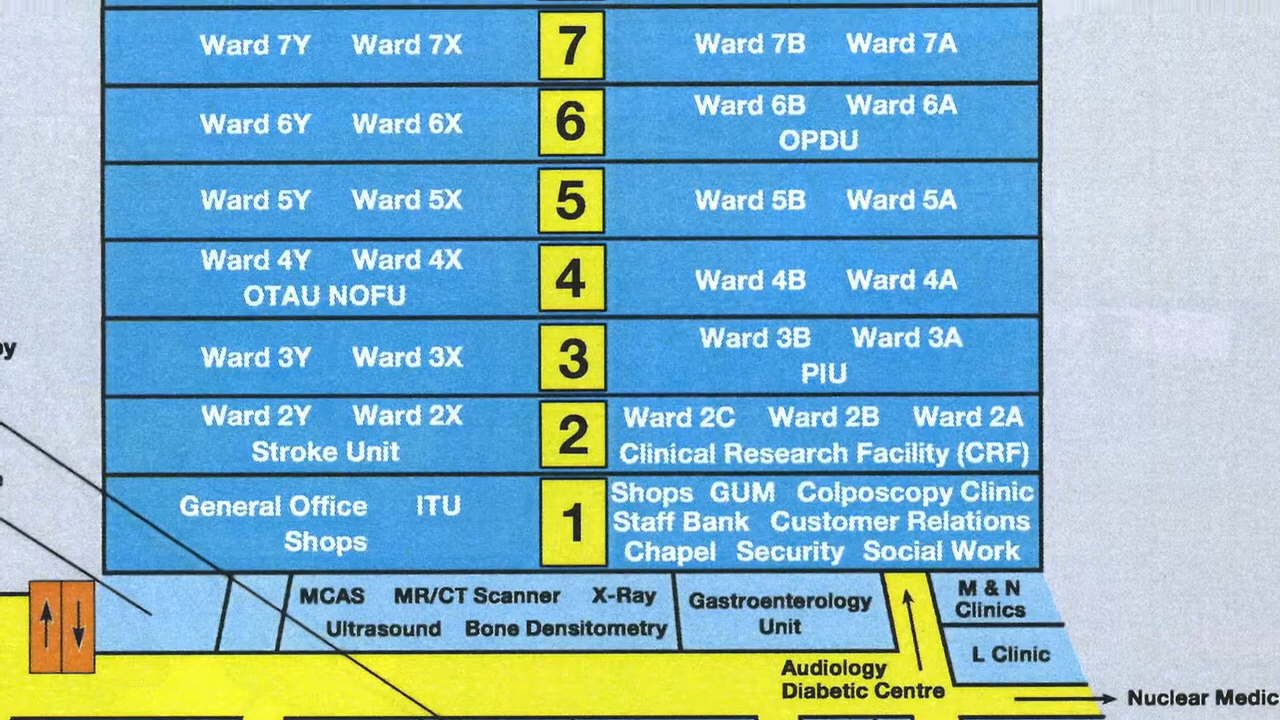 Ward 7Y Ward 7X 7 Ward 7B Ward 7A
Ward 6Y Ward 6X 6 Ward 6B Ward 6A
OPDU
Ward 5Y Ward 5X 5 Ward 5B Ward 5A
Ward 4Y Ward 4X 4 Ward 4B Ward 4A
OTAU NOFU
Ward 3Y Ward 3X 3 Ward 3B Ward 3A
PIU
Ward 2Y Ward 2X 2 Ward 2C Ward 2B Ward 2A
Stroke Unit Clinical Research Facility (CRF)
General Office ITU 1 Shops GUM Colposcopy Clinic
Shops Staff Bank Customer Relations
Chapel Security Social Work
MCAS MR/CT Scanner X-Ray
Ultrasound Bone Densitometry
Gastroenterology
Unit
M & N
Clinics
L Clinic
Audiology
Diabetic Centre
Nuclear Medic